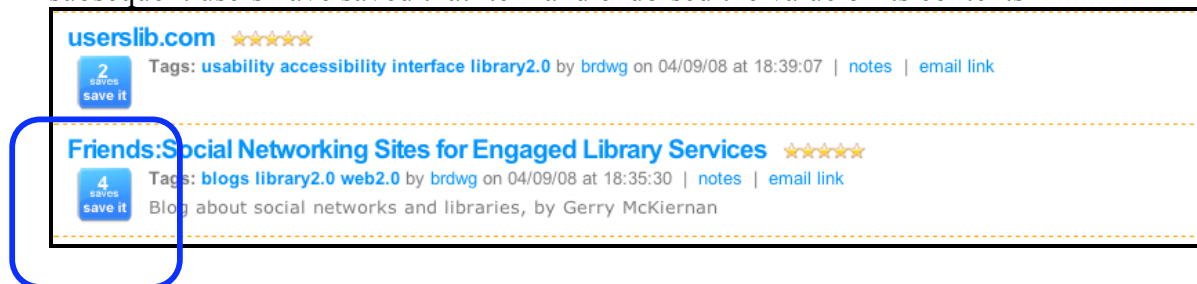 userslib.com
2 saves save it
Tags: usability accessibility interface library2.0 by brdwg on 04/09/08 at 18:39:07 | notes | email link
Friends:Social Networking Sites for Engaged Library Services
4 saves save it
Tags: blogs library2.0 web2.0 by brdwg on 04/09/08 at 18:35:30 | notes | email link
Blog about social networks and libraries, by Gerry McKiernan